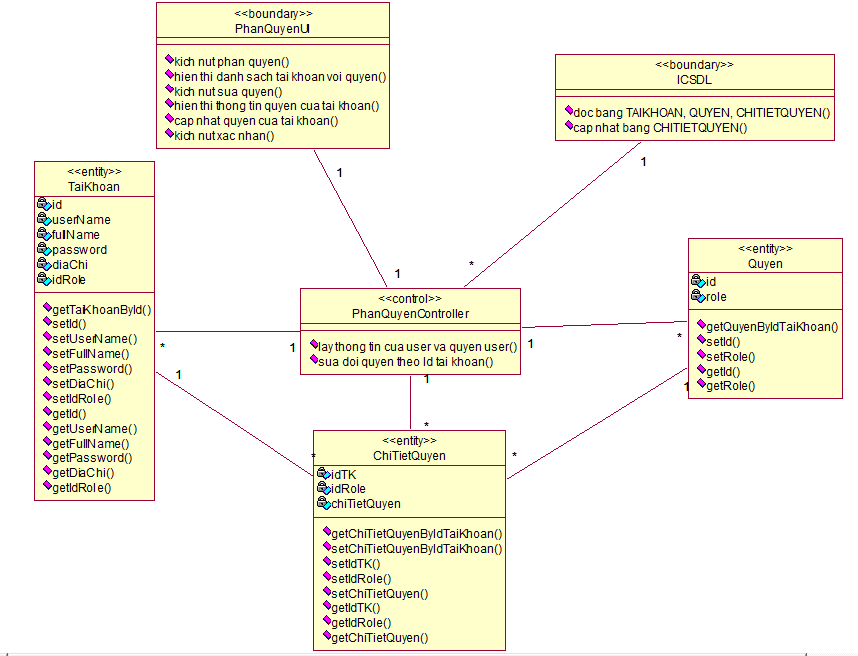 <<boundary>>
PhanQuyenUI
kich nut phan quyen()
hien thi danh sach tai khoan voi quyen()
kich nut sua quyen()
hien thi thong tin quyen cua tai khoan()
cap nhat quyen cua tai khoan()
kich nut xac nhan()
<<boundary>>
ICSDL
doc bang TAIKHOAN, QUYEN, CHITIETQUYEN()
cap nhat bang CHITIETQUYEN()
1
1
<<entity>>
TaiKhoan
id
userName
fullName
password
diaChi
idRole
getTaiKhoanById()
setId()
setUserName()
setFullName()
setPassword()
setDiaChi()
setIdRole()
getId()
getUserName()
getFullName()
getPassword()
getDiaChi()
getIdRole()
1
*
<<control>>
PhanQuyenController
lay thong tin cua user va quyen user()
sua doi quyen theo Id tai khoan()
<<entity>>
Quyen
id
role
getQuyenByIdTaiKhoan()
setId()
setRole()
getId()
getRole()
*
1
1
*
1
1
1
*
*
*
<<entity>>
ChiTietQuyen
idTK
idRole
chiTietQuyen
getChiTietQuyenByIdTaiKhoan()
setChiTietQuyenByIdTaiKhoan()
setIdTK()
setIdRole()
setChiTietQuyen()
getIdTK()
getIdRole()
getChiTietQuyen()